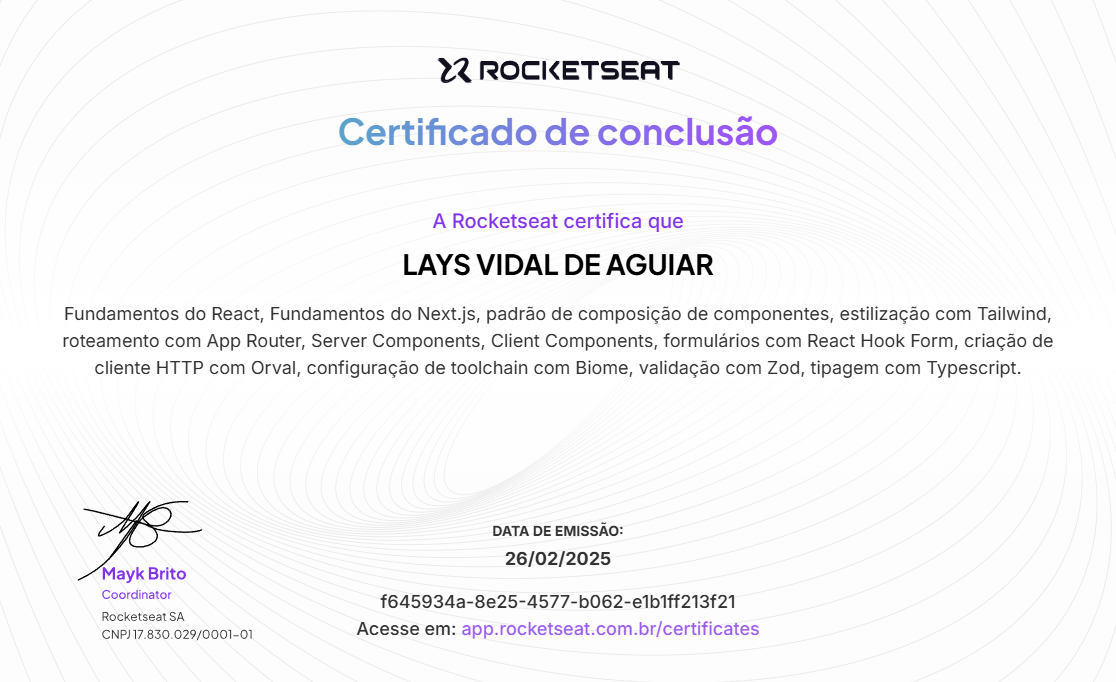 ROCKETSEAT
Certificado de conclusão
A Rocketseat certifica que
LAYS VIDAL DE AGUIAR
Fundamentos do React, Fundamentos do Next.js, padrão de composição de componentes, estilização com Tailwind,
roteamento com App Router, Server Components, Client Components, formulários com React Hook Form, criação de
cliente HTTP com Orval, configuração de toolchain com Biome, validação com Zod, tipagem com Typescript.
Mayk Brito
Coordinator
Rocketseat SA
CNPJ 17.830.029/0001-01
DATA DE EMISSÃO:
26/02/2025
f645934a-8e25-4577-b062-e1b1ff213f21
Acesse em: app.rocketseat.com.br/certificates